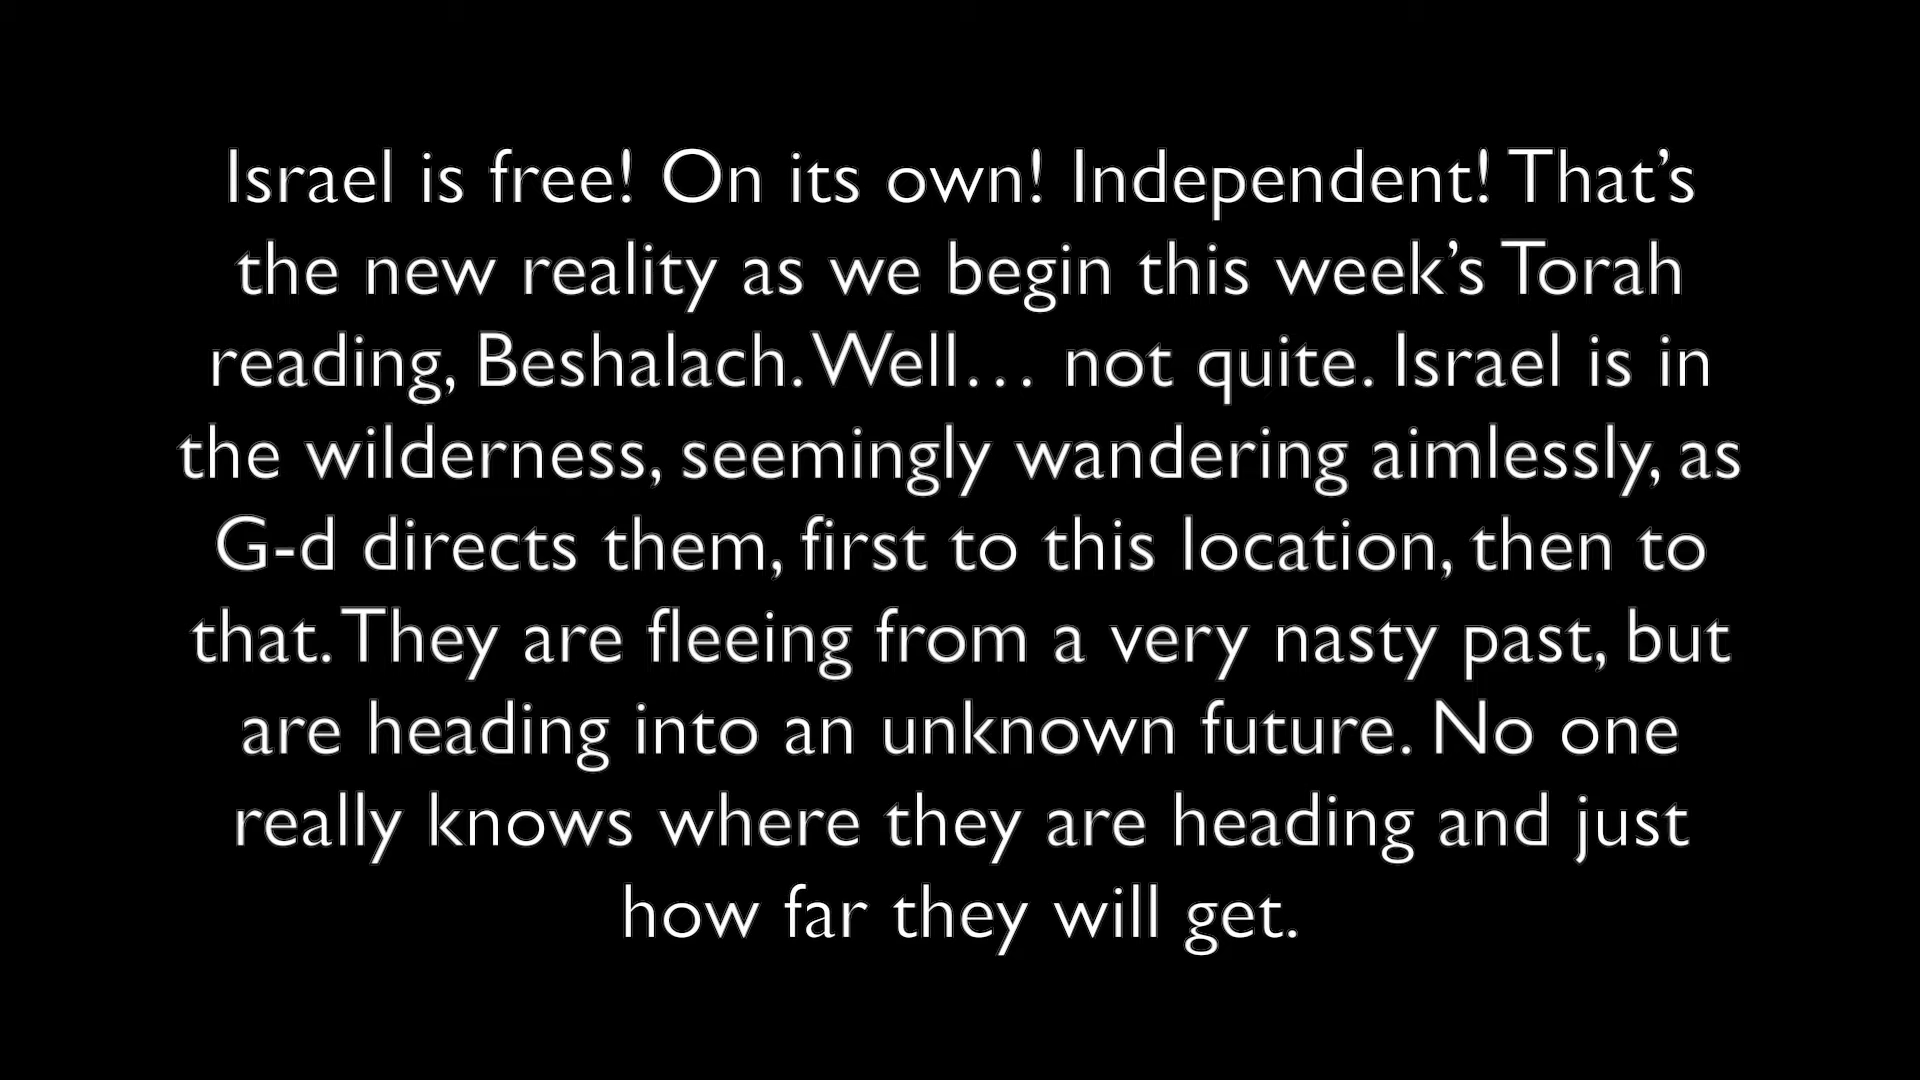 Israel is free! On its own! Independent! That’s
the new reality as we begin this week’s Torah
reading, Beshalach. Well… not quite. Israel is in
the wilderness, seemingly wandering aimlessly, as
G-d directs them, first to this location, then to
that. They are fleeing from a very nasty past, but
are heading into an unknown future. No one
really knows where they are heading and just
how far they will get.